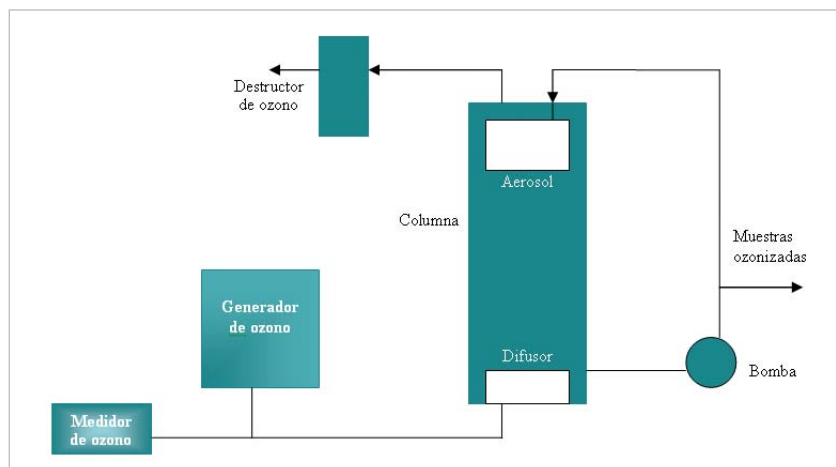 Destructor
de ozono
Aerosol
Columna
Muestras
ozonizadas
Generador
de ozono
Difusor
Bomba
Medidor
de ozono